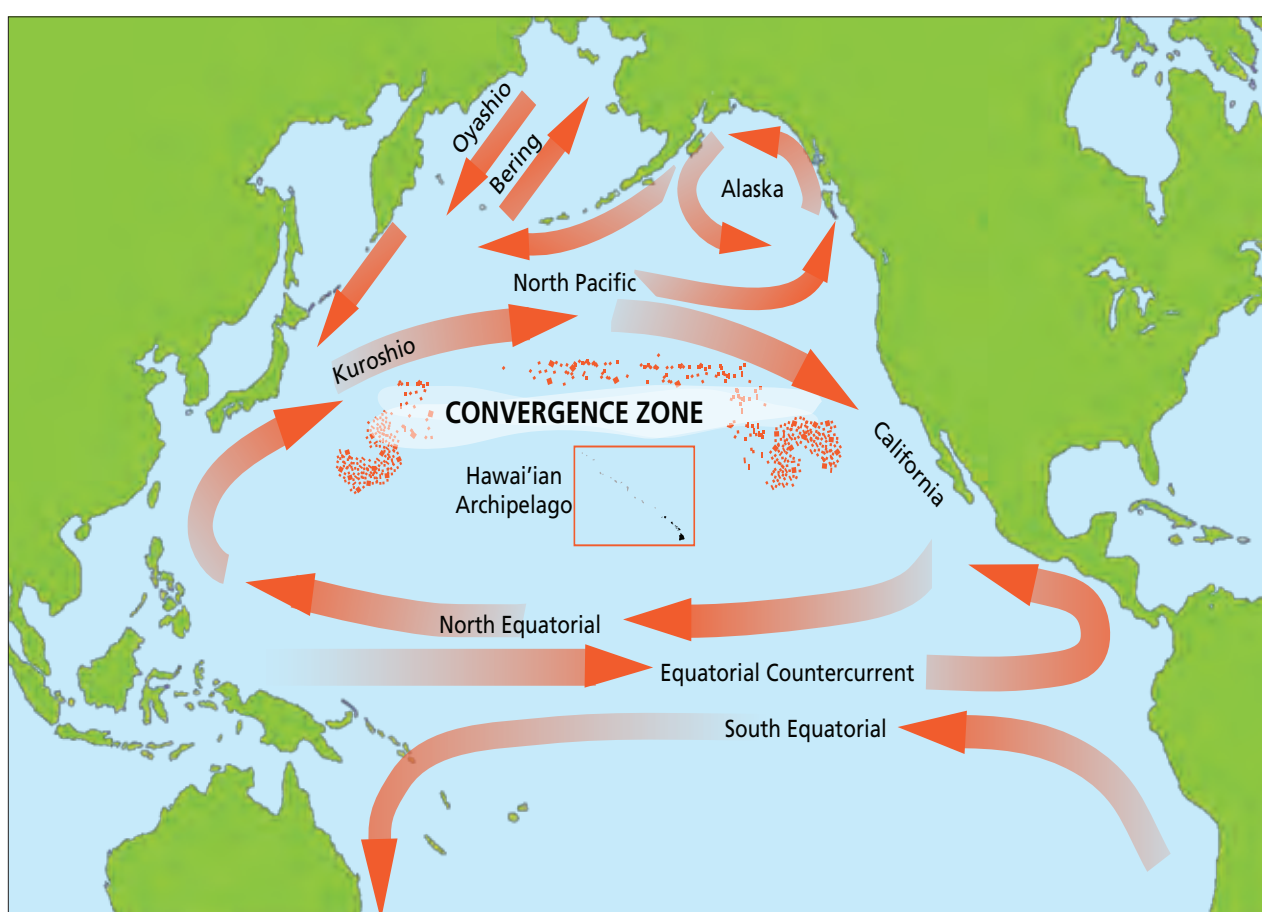 Oyashio
Bering
Alaska
North Pacific
Kuroshio
CONVERGENCE ZONE
California
Hawai'ian
Archipelago
North Equatorial
Equatorial Countercurrent
South Equatorial